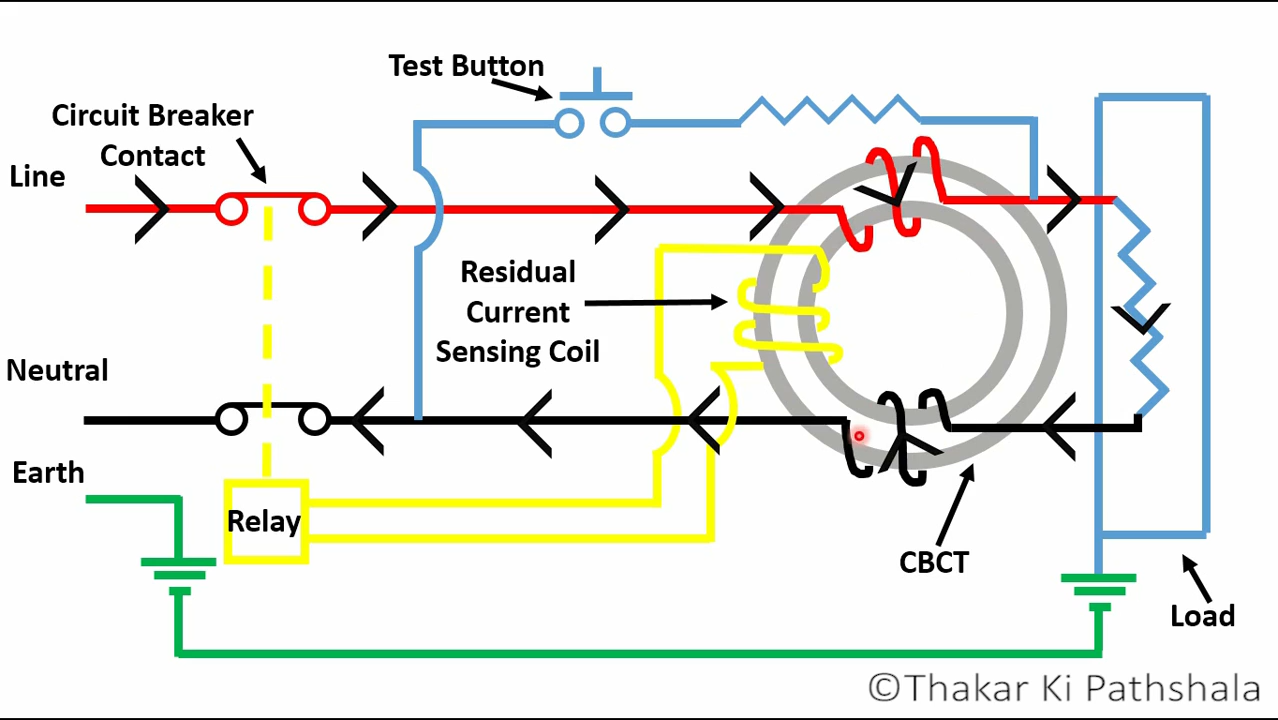 Test Button
Circuit Breaker
Contact
Line
Residual
Current
Sensing Coil
Neutral
Earth
Relay
CBCT
Load
©Thakar Ki Pathshala